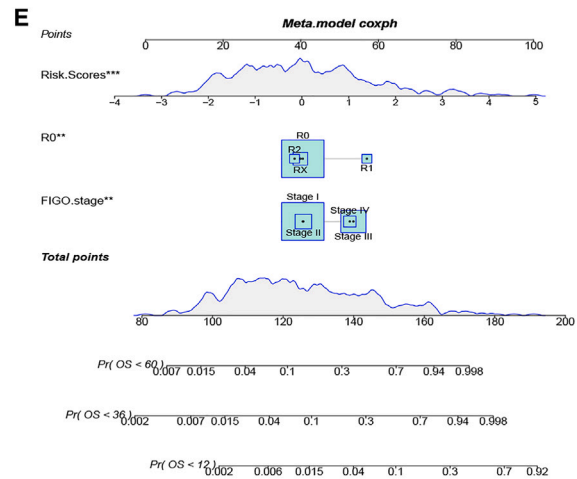 E
Meta.model coxph
Points
0 20 40 60 80 100
Risk.Scores***
−4 −3 −2 −1 0 1 2 3 4 5
R0**
R0
R2
RX R1
FIGO.stage**
Stage I
Stage IV
Stage II
Stage III
Total points
80 100 120 140 160 180 200
Pr( OS < 60 )
0.007 0.015 0.04 0.1 0.3 0.7 0.94 0.998
Pr( OS < 36 )
0.002 0.007 0.015 0.04 0.1 0.3 0.7 0.94 0.998
Pr( OS < 12 )
0.002 0.006 0.015 0.04 0.1 0.3 0.7 0.92